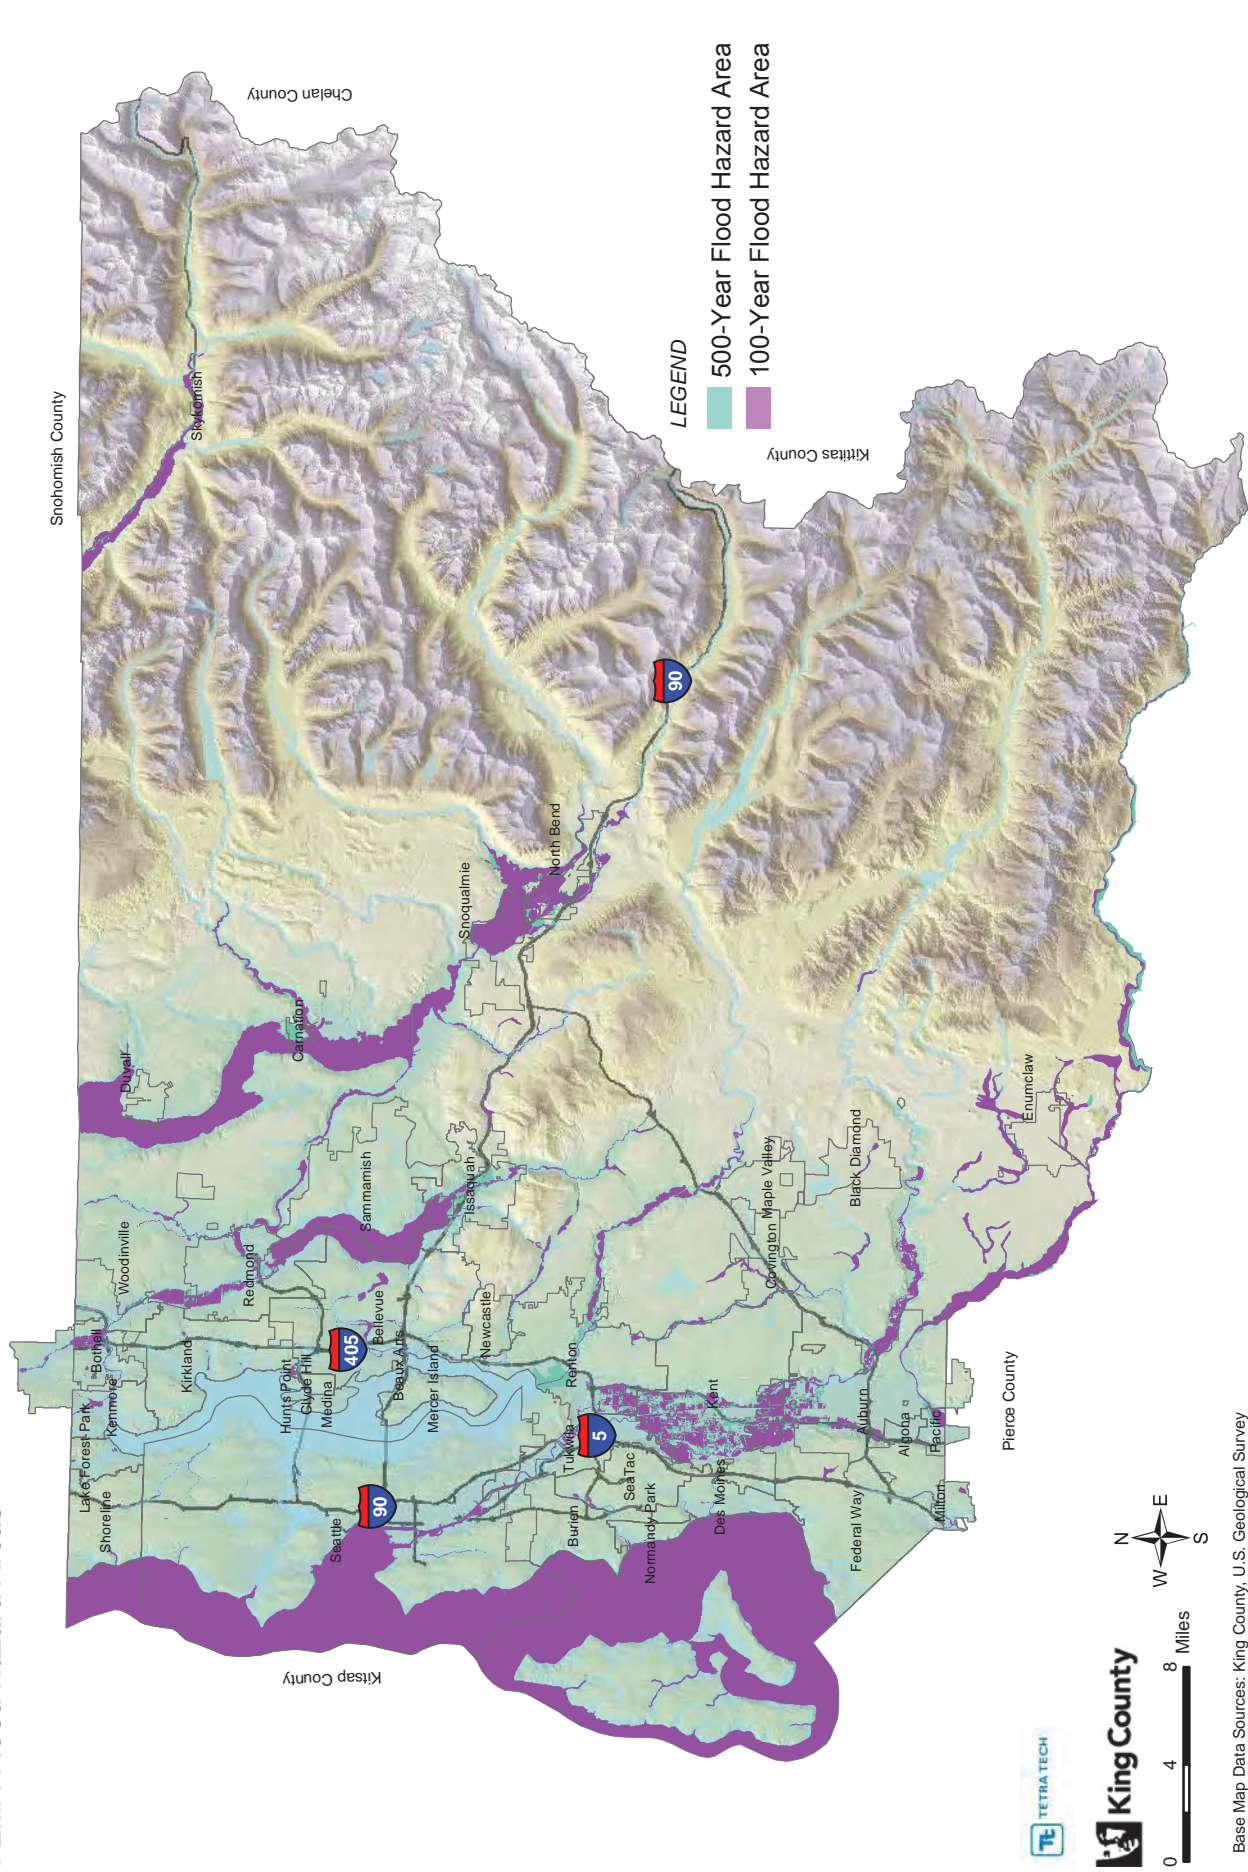 Snohomish County
Chelan County
Kittitas County
Kitsap County
Pierce County
LEGEND
500-Year Flood Hazard Area
100-Year Flood Hazard Area
Skykomish
Duvall
Carnation
Snoqualmie
North Bend
Woodinville
Bothell
Kenmore
Lake Forest Park
Shoreline
Kirkland
Redmond
Sammamish
Issaquah
Hunts Point
Clyde Hill
Medina
Bellevue
Beaux Arts
Mercer Island
Newcastle
Seattle
Renton
Tukwila
Burien
SeaTac
Normandy Park
Des Moines
Kent
Covington
Maple Valley
Black Diamond
Enumclaw
Auburn
Algona
Pacific
Federal Way
Milton
405
90
90
5
N
W
E
S
TETRA TECH
King County
0
4
8
Miles
Base Map Data Sources: King County, U.S. Geological Survey